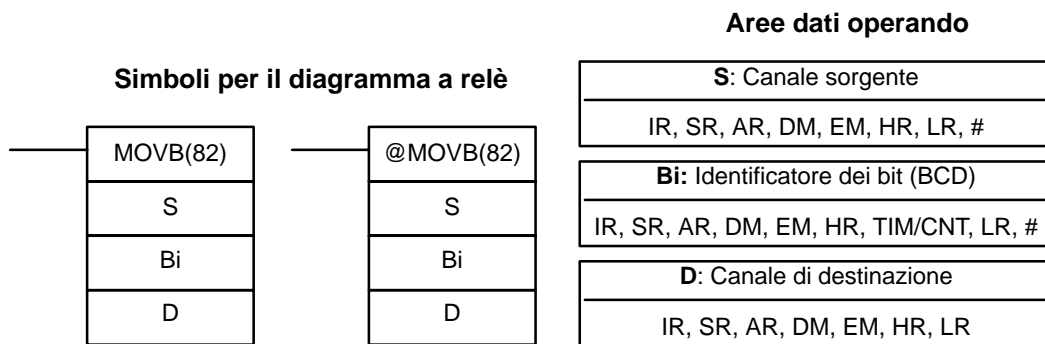 Aree dati operando
Simboli per il diagramma a relè
S: Canale sorgente
IR, SR, AR, DM, EM, HR, LR, #
MOVB(82)
S
Bi
D
@MOVB(82)
S
Bi
D
Bi: Identificatore dei bit (BCD)
IR, SR, AR, DM, EM, HR, TIM/CNT, LR, #
D: Canale di destinazione
IR, SR, AR, DM, EM, HR, LR